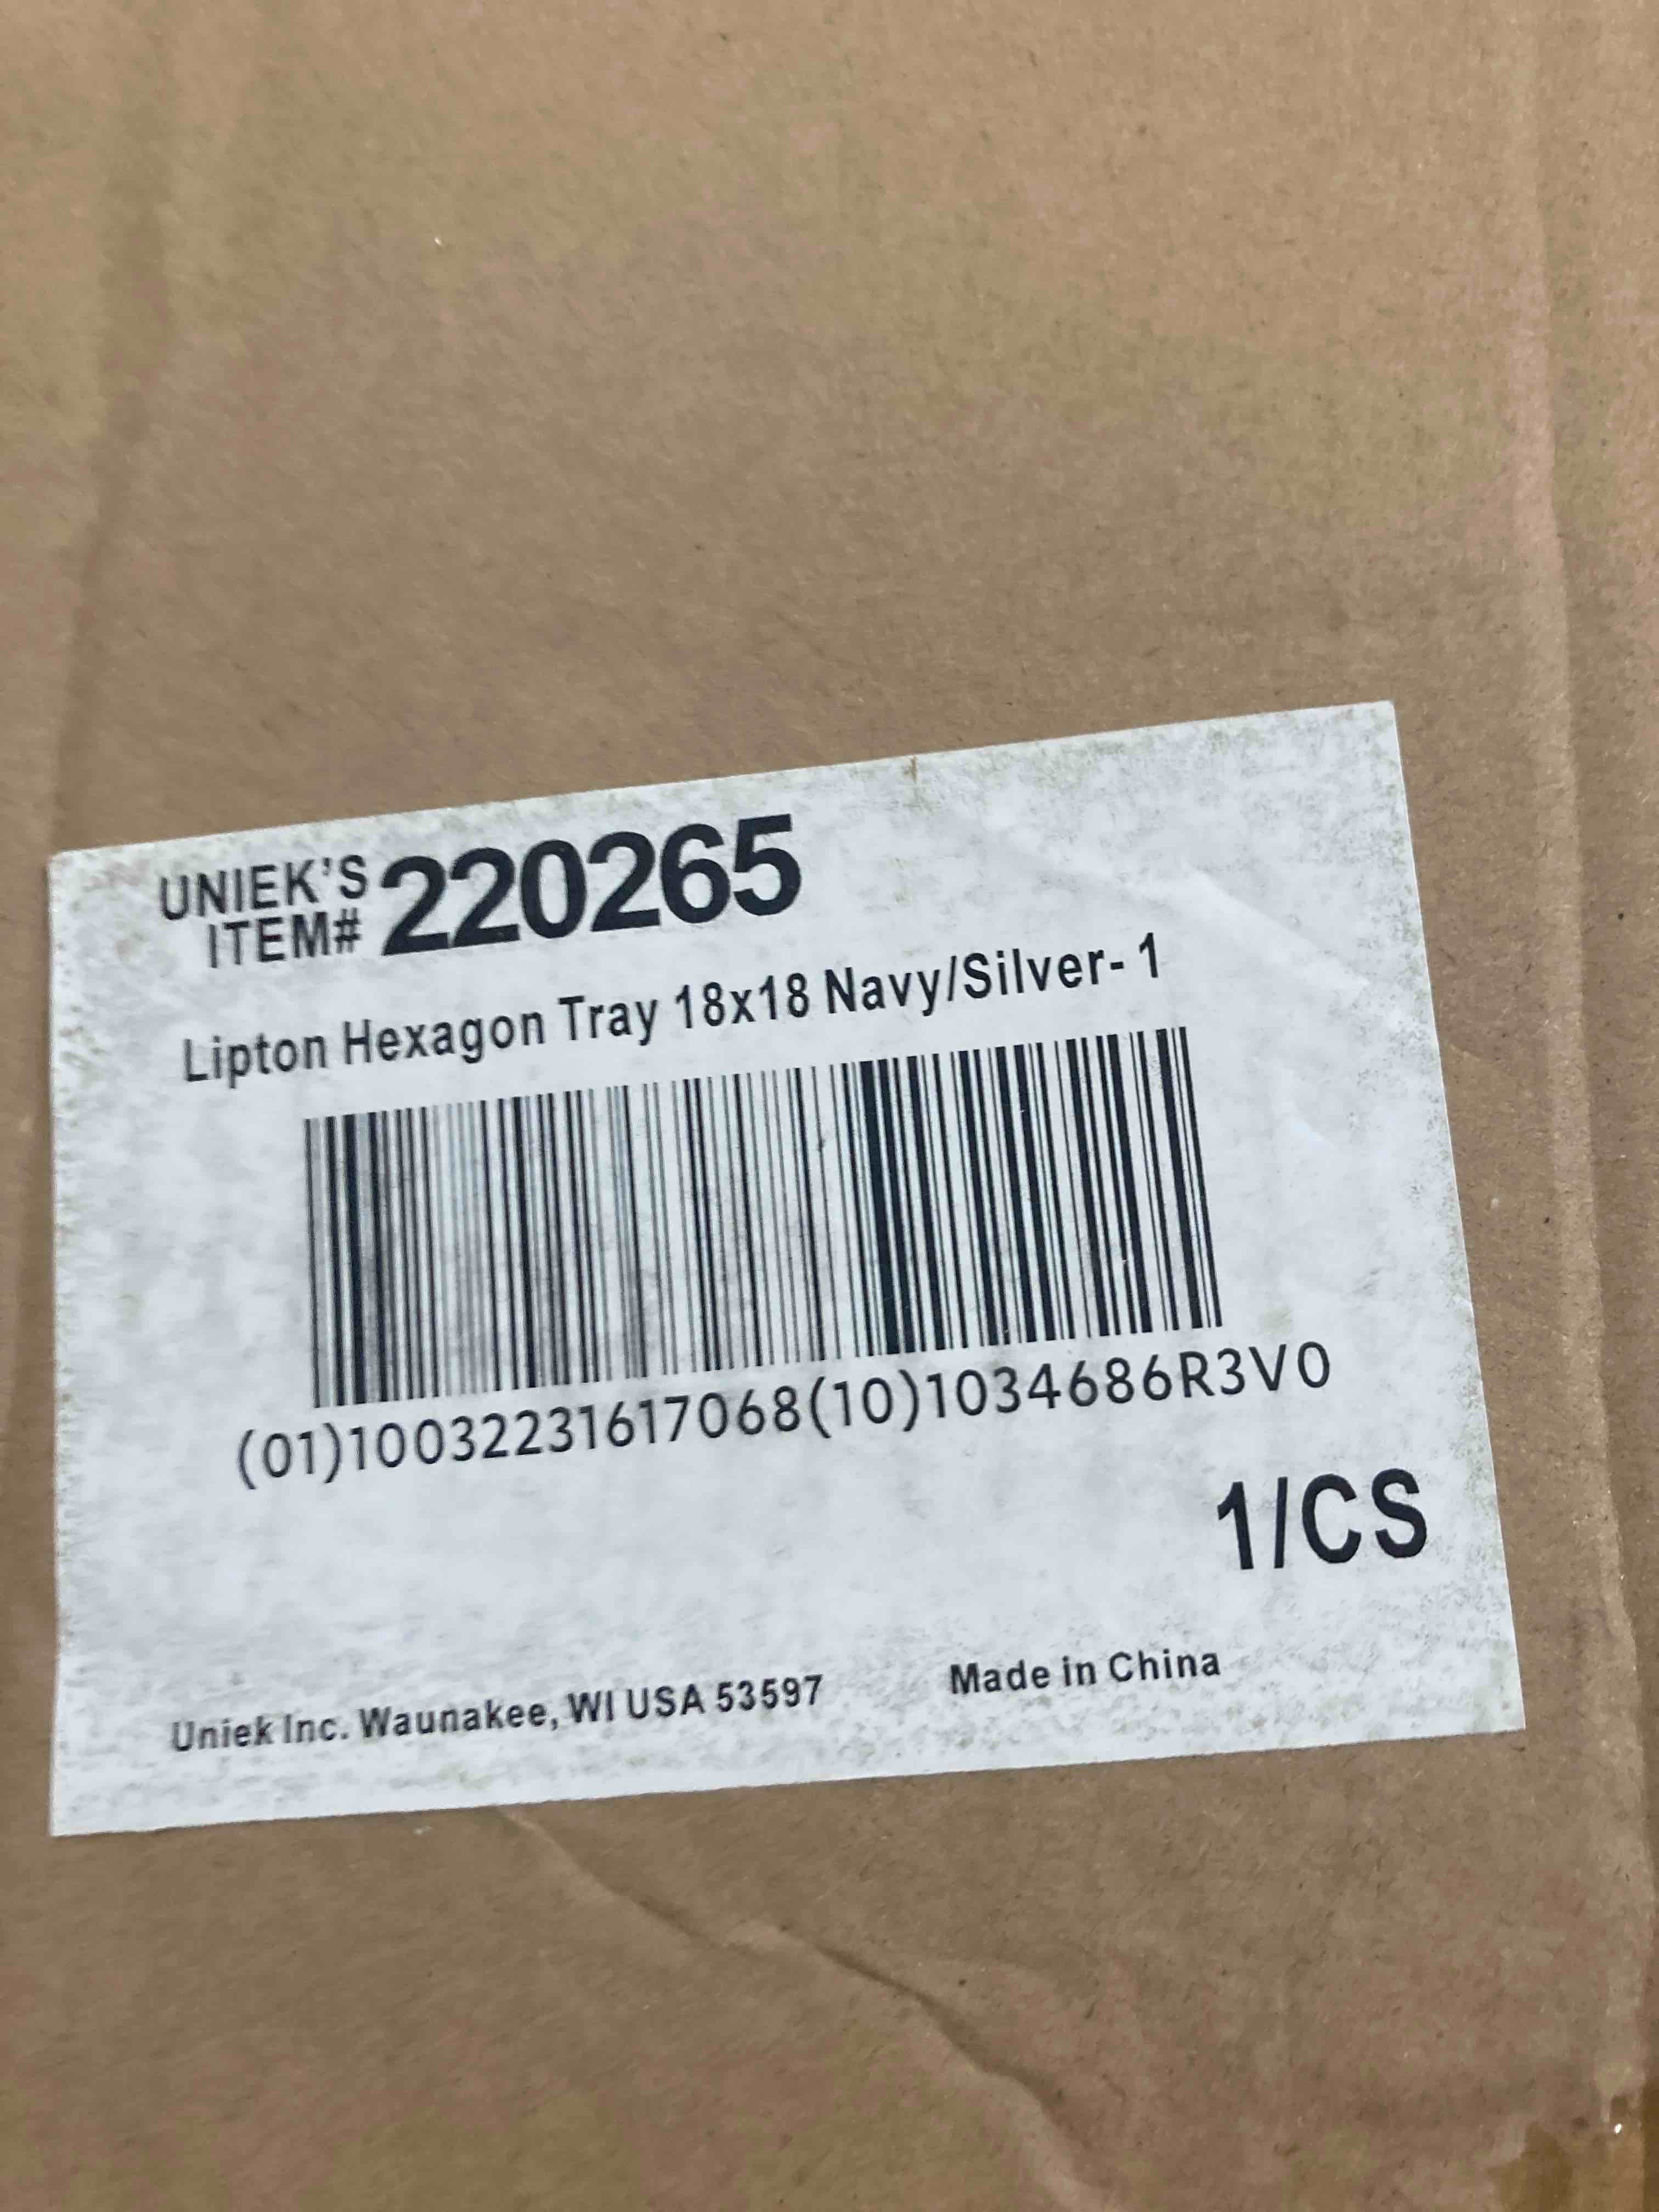 UNIEK'S
ITEM# 220265
Lipton Hexagon Tray 18x18 Navy/Silver- 1
(01)10032231617068(10)1034686R3V0
1/CS
Uniek Inc. Waunakee, WI USA 53597 Made in China